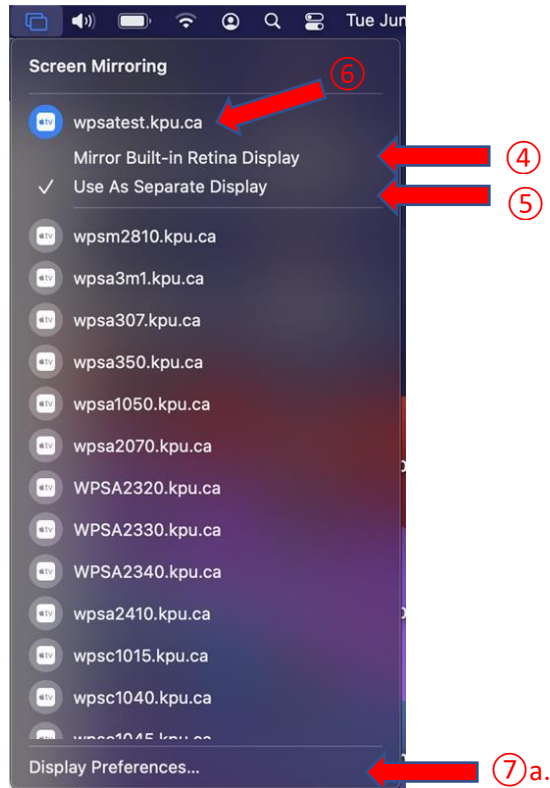 Tue Jun
Screen Mirroring
⑥
wpsatest.kpu.ca
Mirror Built-in Retina Display
④
✓ Use As Separate Display
⑤
wpsm2810.kpu.ca
wpsa3m1.kpu.ca
wpsa307.kpu.ca
wpsa350.kpu.ca
wpsa1050.kpu.ca
wpsa2070.kpu.ca
WPSA2320.kpu.ca
WPSA2330.kpu.ca
WPSA2340.kpu.ca
wpsa2410.kpu.ca
wpsc1015.kpu.ca
wpsc1040.kpu.ca
wpsc1045.kpu.ca
Display Preferences...
⑦a.